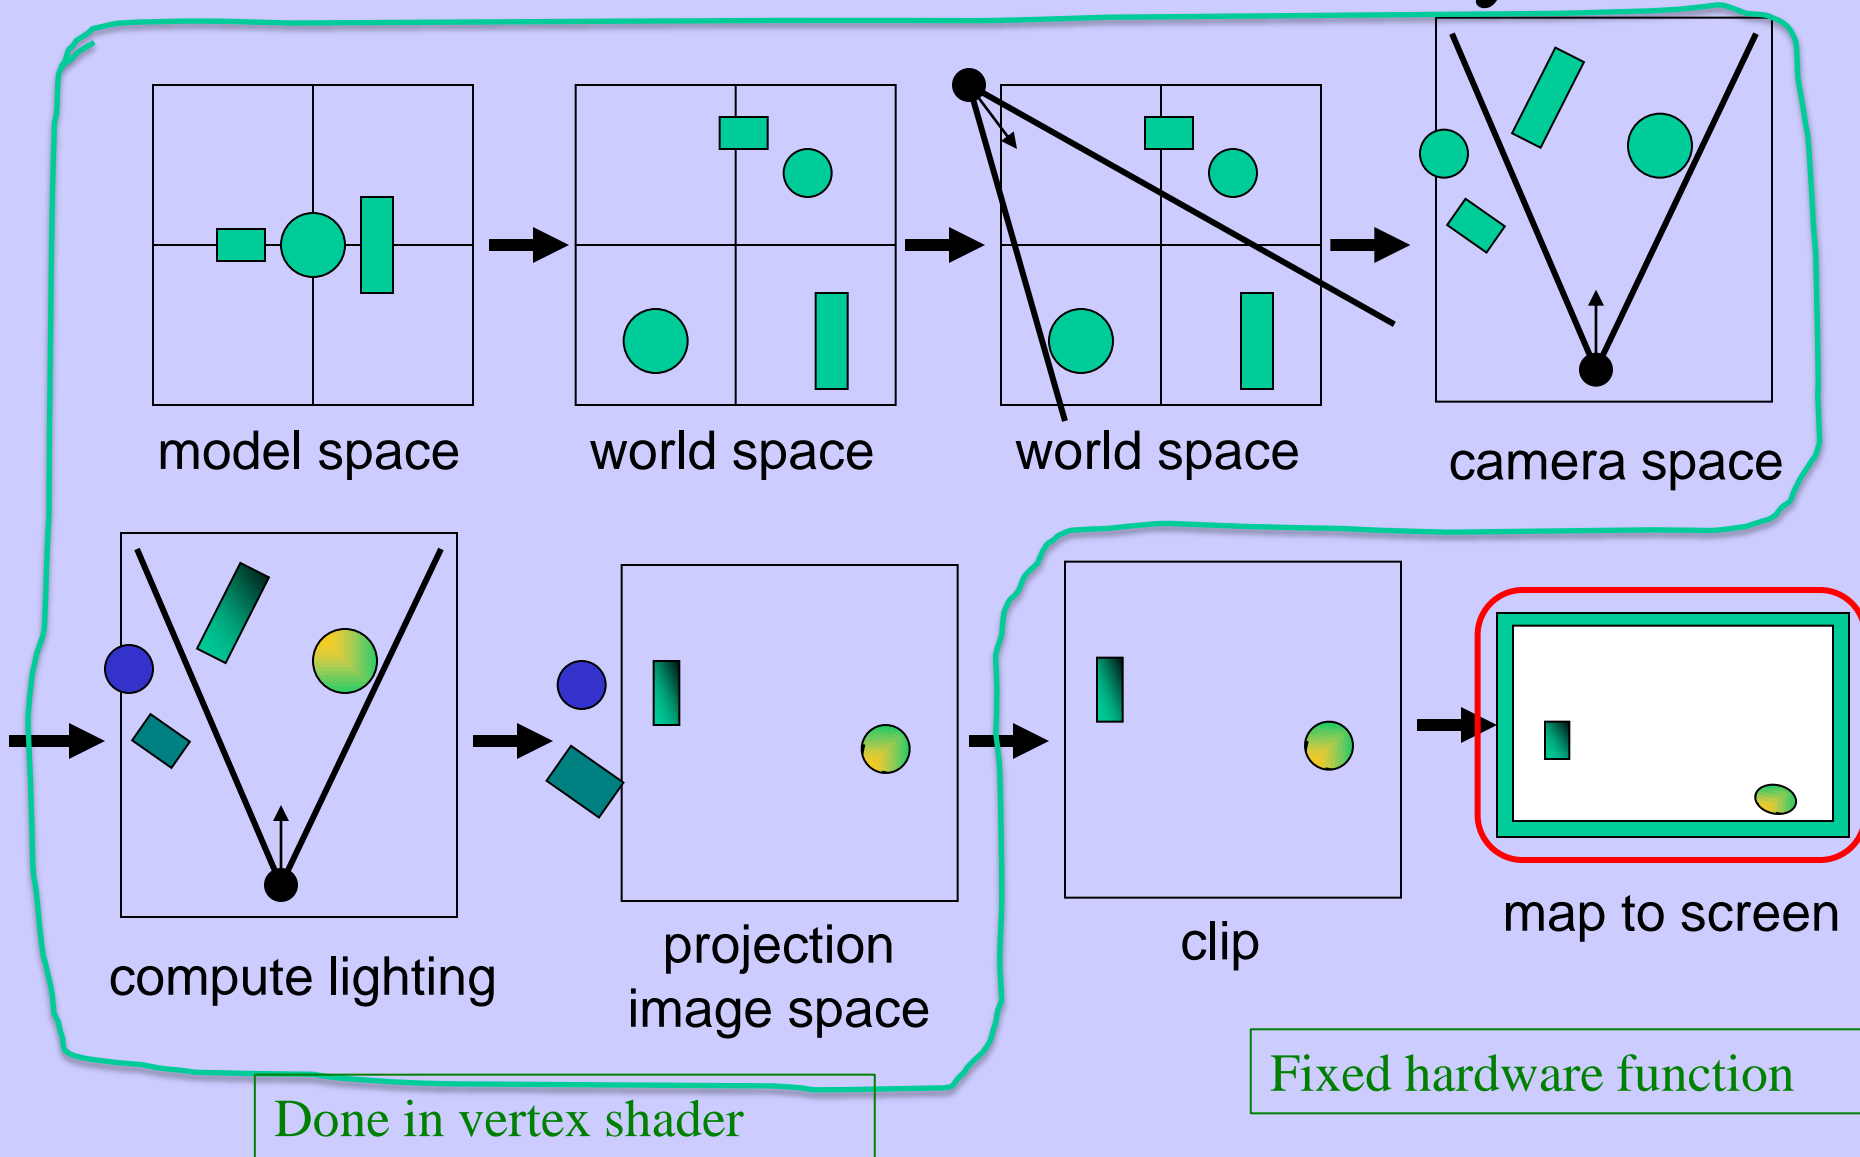 model space
world space
world space
camera space
compute lighting
projection
image space
clip
map to screen
Done in vertex shader
Fixed hardware function